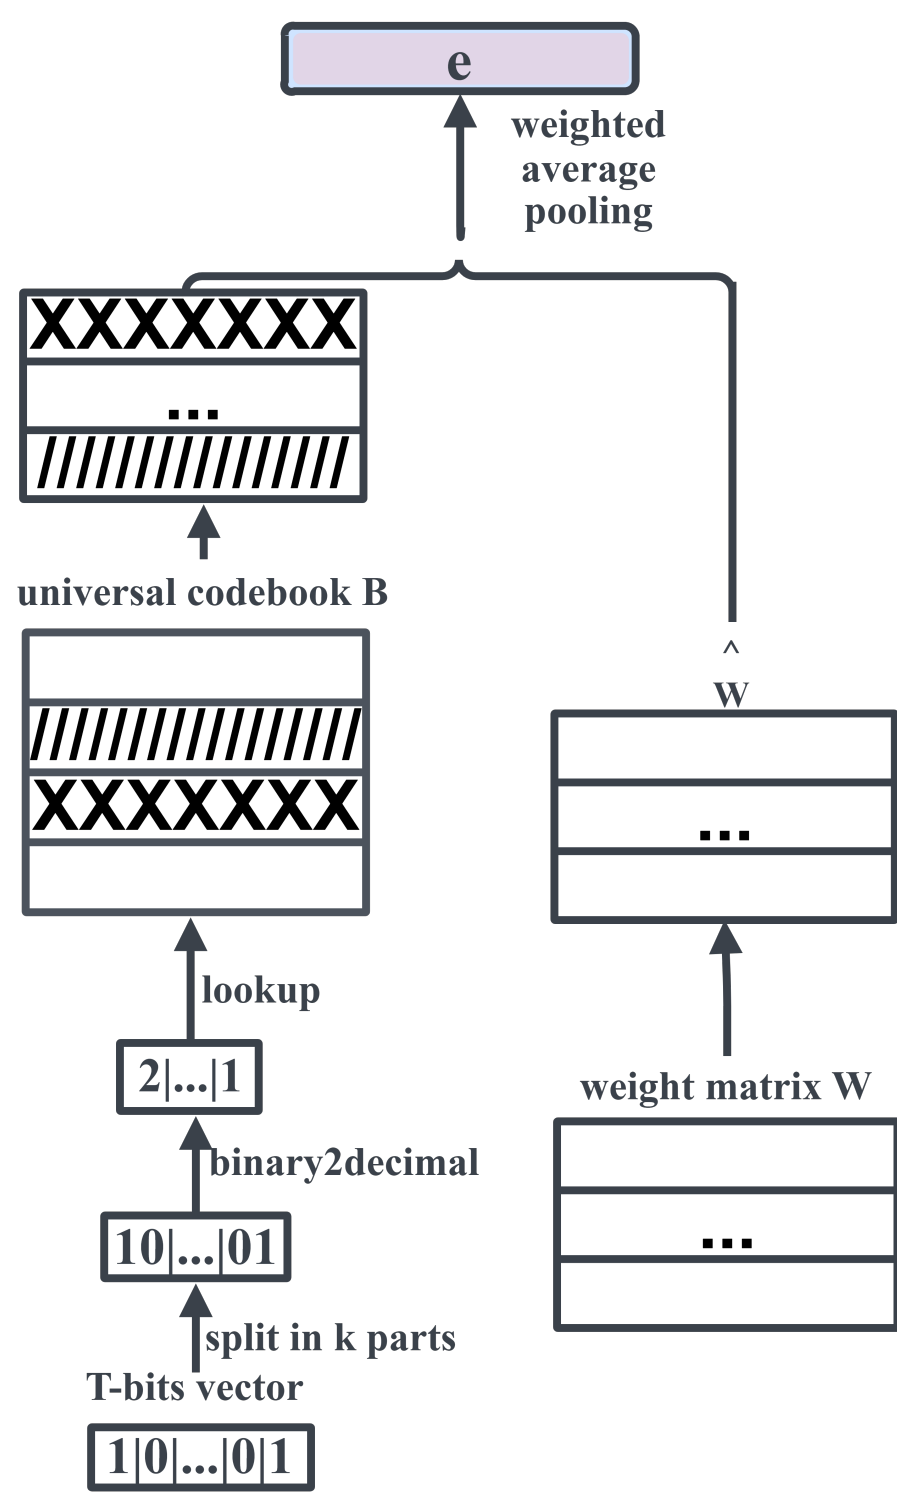 e
weighted
average
pooling
XXXXXXX
...
////////////////
universal codebook B
/////////////////
XXXXXXX
^
w
...
lookup
2|...|1
weight matrix W
binary2decimal
10|...|01
...
split in k parts
T-bits vector
1|0|...|0|1